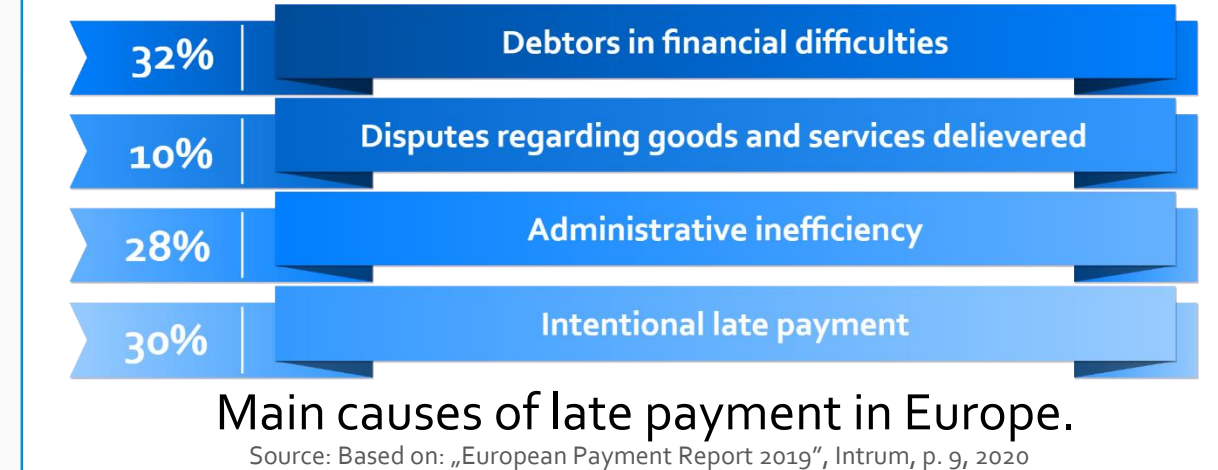 32%
Debtors in financial difficulties
10%
Disputes regarding goods and services delievered
28%
Administrative inefficiency
30%
Intentional late payment
Main causes of late payment in Europe.
Source: Based on: „European Payment Report 2019”, Intrum, p. 9, 2020